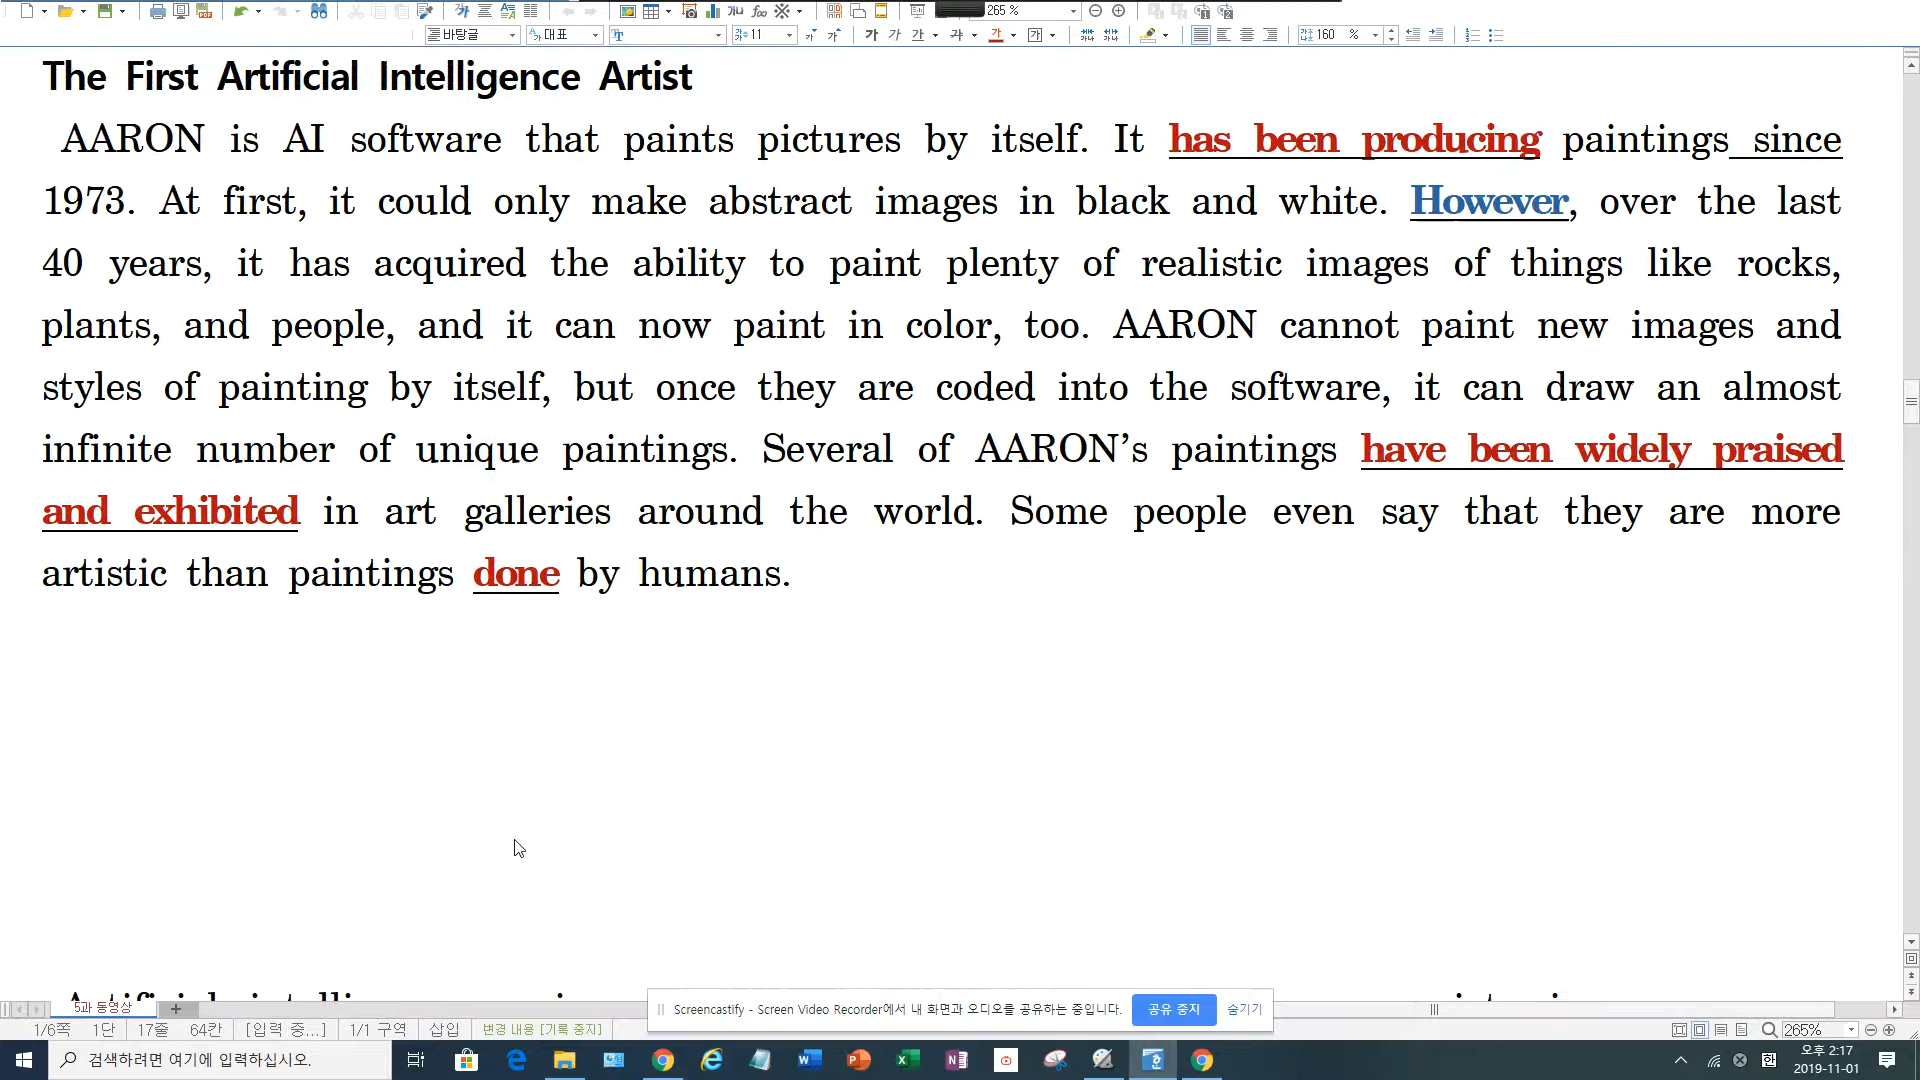 265 %
바탕글
대표
11
160 %
The First Artificial Intelligence Artist
AARON is AI software that paints pictures by itself. It has been producing paintings since
1973. At first, it could only make abstract images in black and white. However, over the last
40 years, it has acquired the ability to paint plenty of realistic images of things like rocks,
plants, and people, and it can now paint in color, too. AARON cannot paint new images and
styles of painting by itself, but once they are coded into the software, it can draw an almost
infinite number of unique paintings. Several of AARON’s paintings have been widely praised
and exhibited in art galleries around the world. Some people even say that they are more
artistic than paintings done by humans.
5과 동영상
Screencastify - Screen Video Recorder에서 내 화면과 오디오를 공유하는 중입니다. 공유 중지 숨기기
1/6쪽 1단 17줄 64칸 [입력 중...] 1/1 구역 삽입 변경 내용 [기록 중지] 265%
검색하려면 여기에 입력하십시오.
오후 2:17
2019-11-01